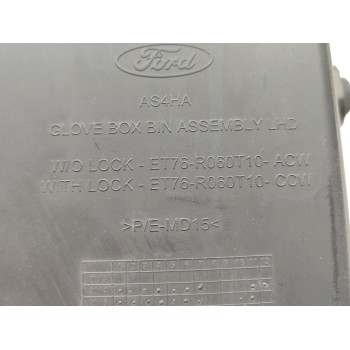 Ford
AS4HA
GLOVE BOX BIN ASSEMBLY LHD
W/O LOCK - ET76-R060T10- ACW
WITH LOCK - ET76-R060T10- CCW
>P/E-MD15<